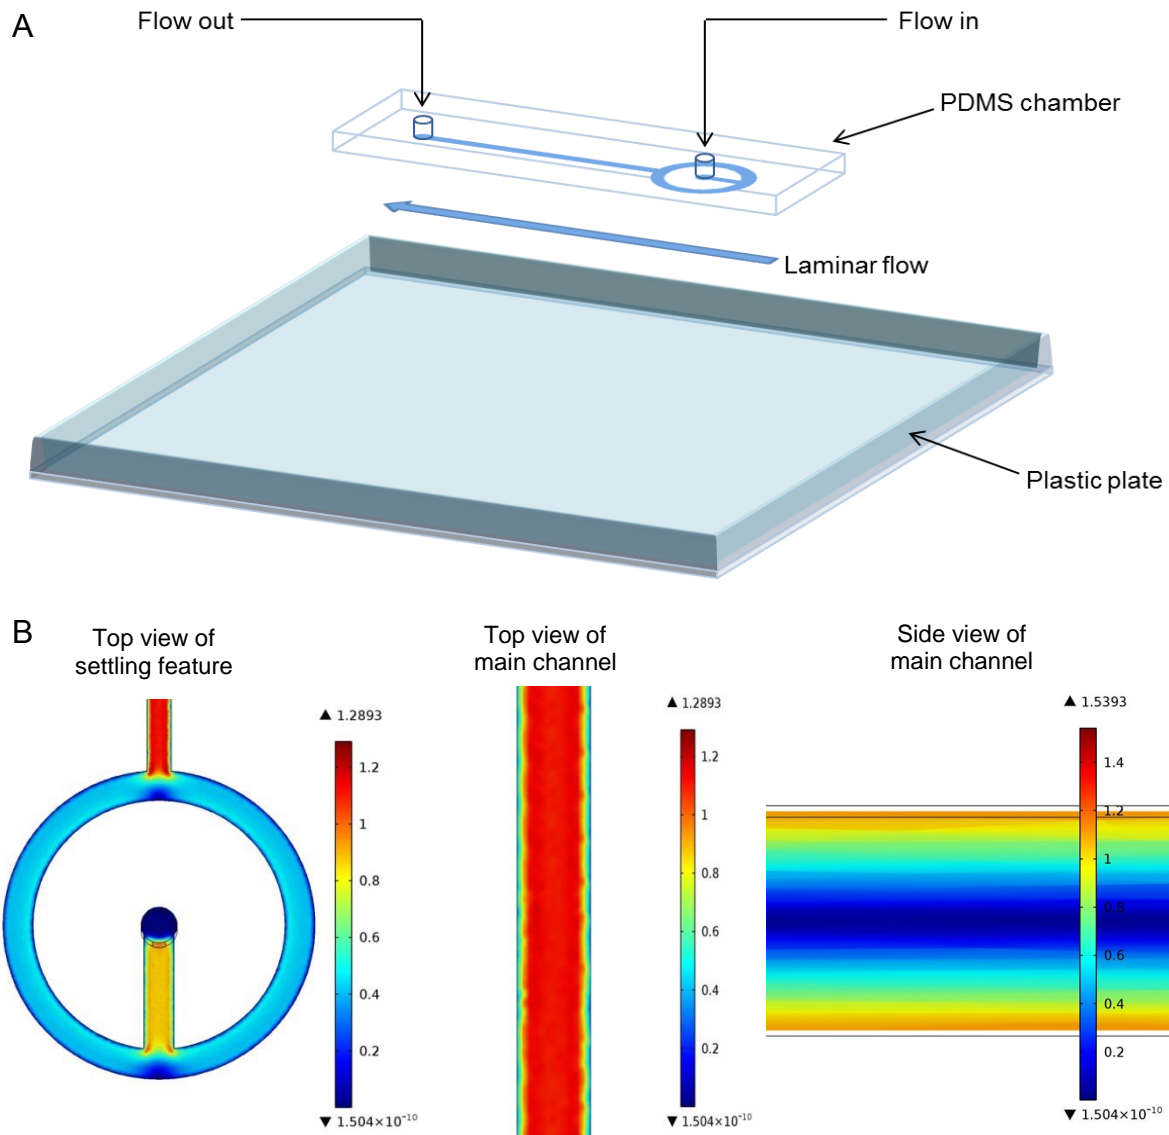 A
Flow out
Flow in
PDMS chamber
Laminar flow
Plastic plate
B
Top view of
settling feature
▲ 1.2893
1.2
1
0.8
0.6
0.4
0.2
▼ 1.504×10⁻¹⁰
Top view of
main channel
▲ 1.2893
1.2
1
0.8
0.6
0.4
0.2
▼ 1.504×10⁻¹⁰
Side view of
main channel
▲ 1.5393
1.4
1.2
1
0.8
0.6
0.4
0.2
▼ 1.504×10⁻¹⁰